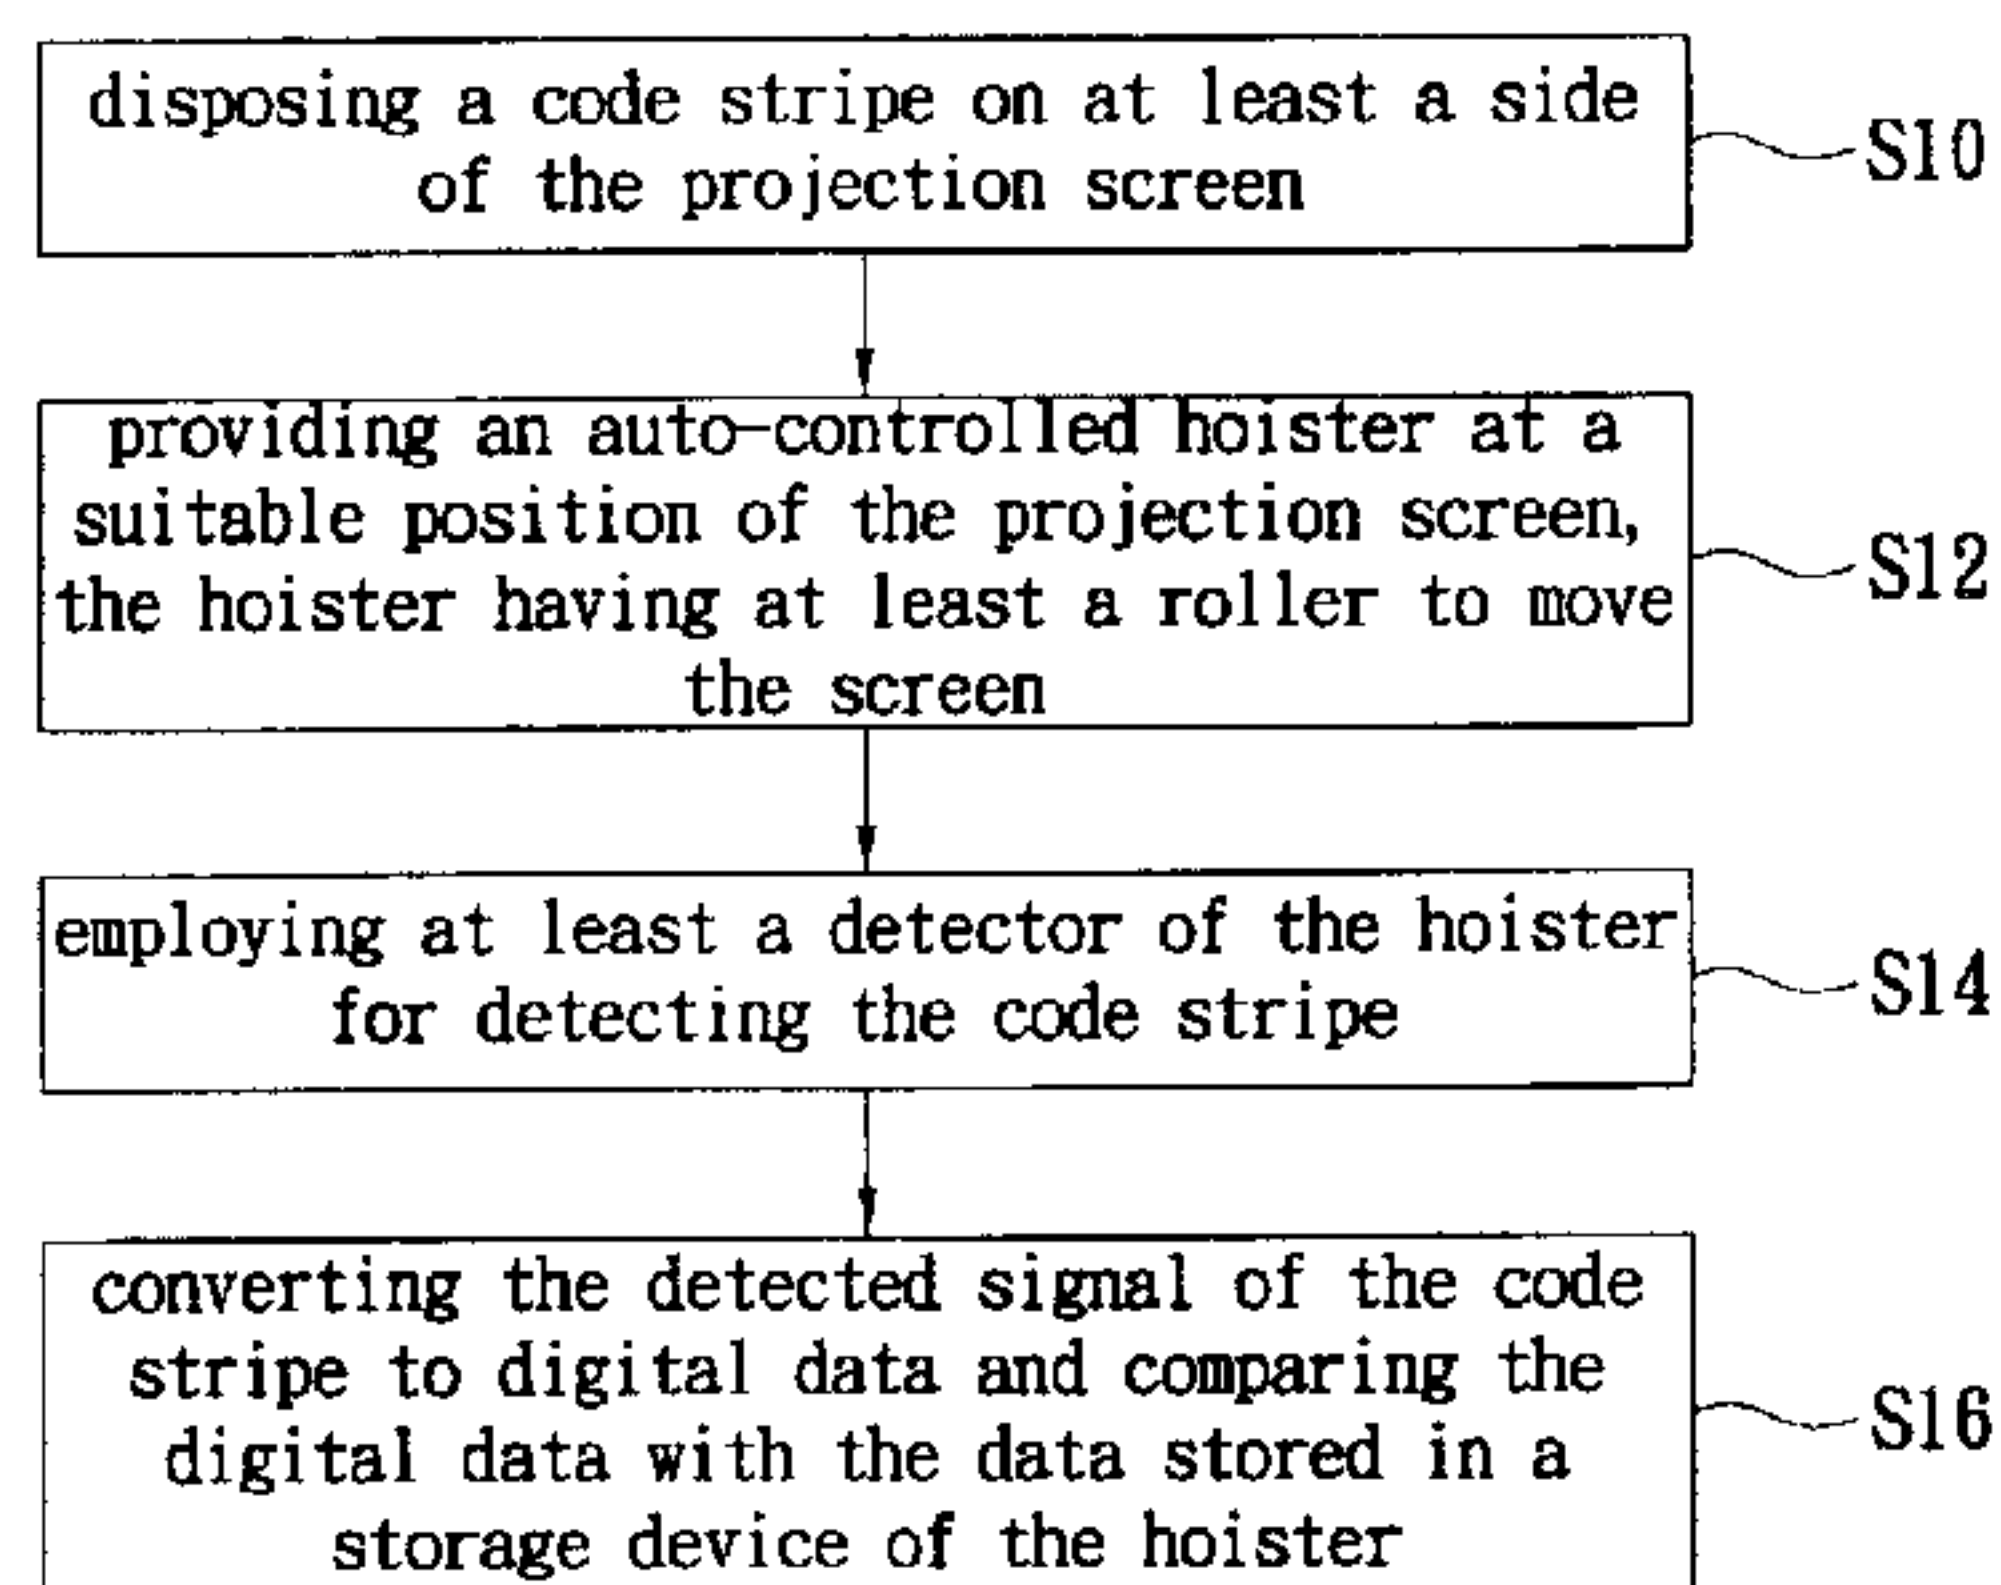 disposing a code stripe on at least a side
of the projection screen
S10
providing an auto-controlled hoister at a
suitable position of the projection screen,
the hoister having at least a roller to move
the screen
S12
employing at least a detector of the hoister
for detecting the code stripe
S14
converting the detected signal of the code
stripe to digital data and comparing the
digital data with the data stored in a
storage device of the hoister
S16